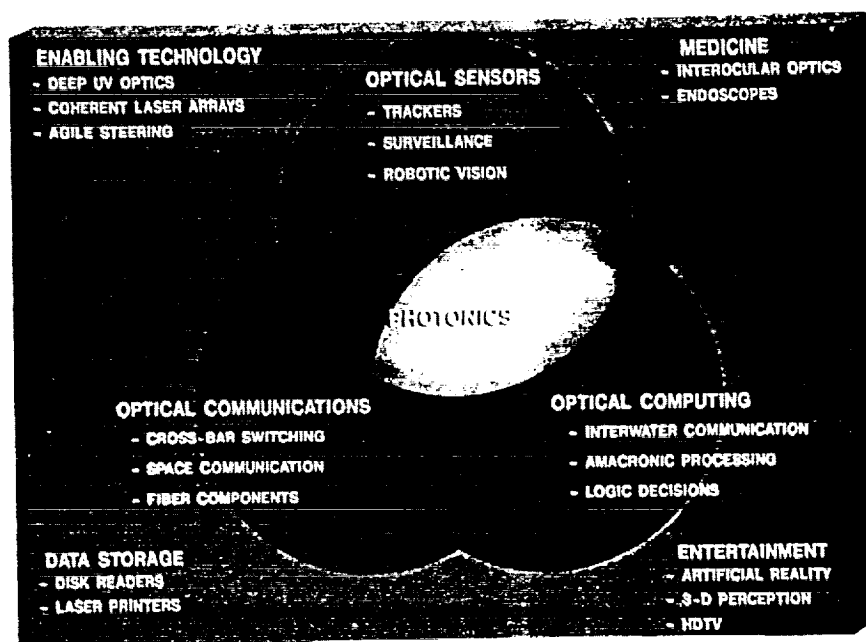 ENABLING TECHNOLOGY
- DEEP UV OPTICS
- COHERENT LASER ARRAYS
- AGILE STEERING
OPTICAL SENSORS
- TRACKERS
- SURVEILLANCE
- ROBOTIC VISION
MEDICINE
- INTEROCULAR OPTICS
- ENDOSCOPES
PHOTONICS
OPTICAL COMMUNICATIONS
- CROSS-BAR SWITCHING
- SPACE COMMUNICATION
- FIBER COMPONENTS
OPTICAL COMPUTING
- INTERWATER COMMUNICATION
- AMACRONIC PROCESSING
- LOGIC DECISIONS
DATA STORAGE
- DISK READERS
- LASER PRINTERS
ENTERTAINMENT
- ARTIFICIAL REALITY
- 3-D PERCEPTION
- HDTV